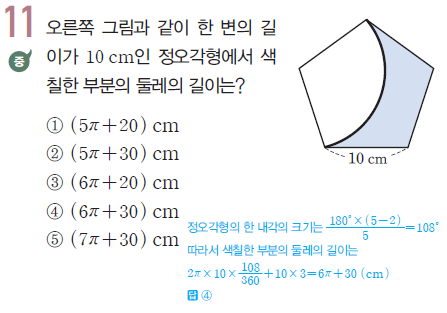 11
중
오른쪽 그림과 같이 한 변의 길
이가 10 cm인 정오각형에서 색
칠한 부분의 둘레의 길이는?
① (5π+20) cm
② (5π+30) cm
③ (6π+20) cm
④ (6π+30) cm
⑤ (7π+30) cm
10 cm
정오각형의 한 내각의 크기는 180°×(5-2)/5=108°
따라서 색칠한 부분의 둘레의 길이는
2π×10×108/360+10×3=6π+30 (cm)
답 ④